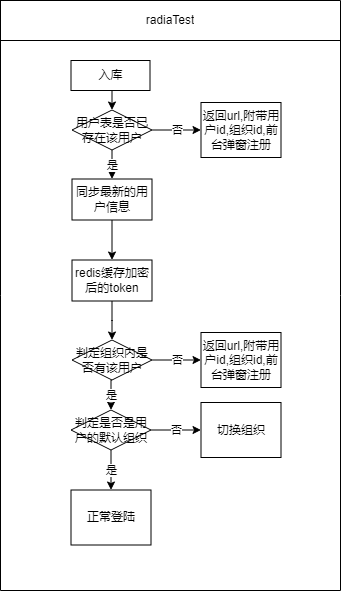 radiaTest
入库
用户表是否已
存在该用户
否
返回url,附带用
户id,组织id,前
台弹窗注册
是
同步最新的用
户信息
redis缓存加密
后的token
判定组织内是
否有该用户
否
返回url,附带用
户id,组织id,前
台弹窗注册
是
判定是否是用
户的默认组织
否
切换组织
是
正常登陆